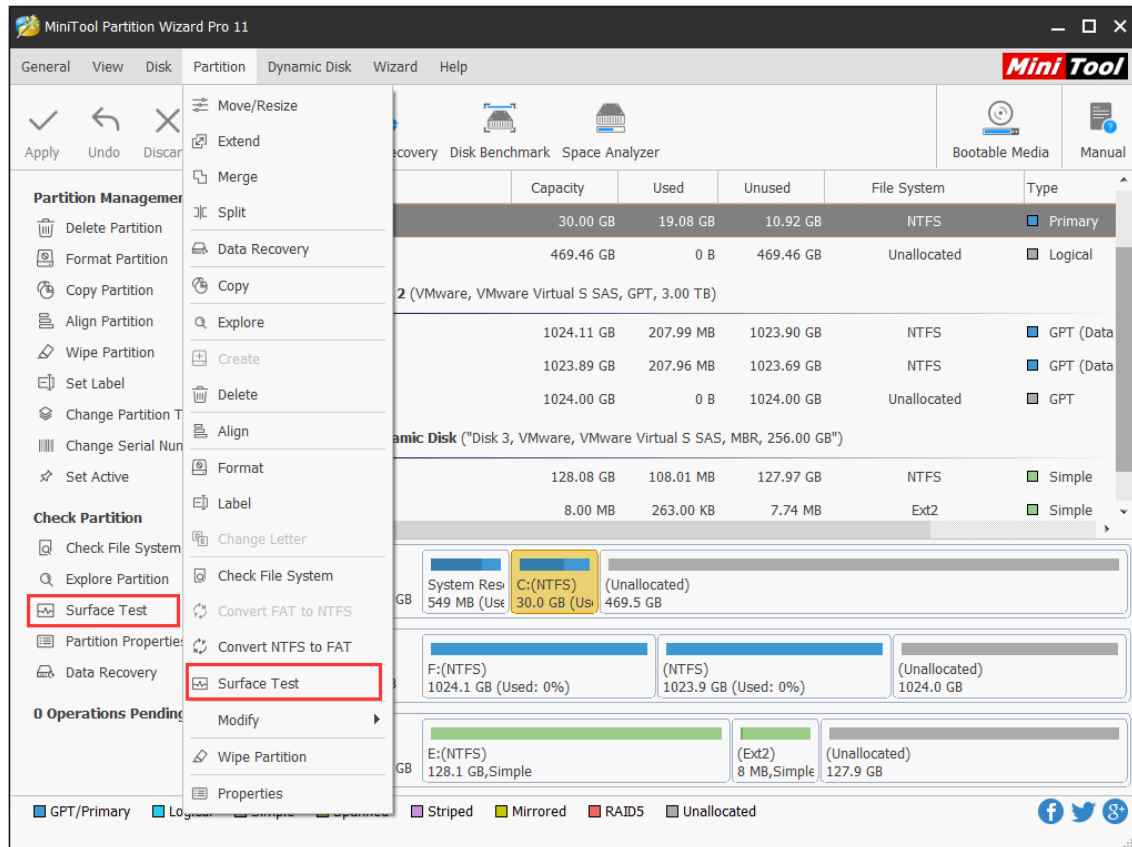 MiniTool Partition Wizard Pro 11
General View Disk Partition Dynamic Disk Wizard Help
Mini Tool
Apply Undo Discar
ecovery Disk Benchmark Space Analyzer
Bootable Media Manual
Partition Managemer
Delete Partition
Format Partition
Copy Partition
Align Partition
Wipe Partition
Set Label
Change Partition T
Change Serial Nun
Set Active
Check Partition
Check File System
Explore Partition
Surface Test
Partition Properties
Data Recovery
0 Operations Pending
Move/Resize
Extend
Merge
Split
Data Recovery
Copy
Explore
Create
Delete
Align
Format
Label
Change Letter
Check File System
Convert FAT to NTFS
Convert NTFS to FAT
Surface Test
Modify
Wipe Partition
Properties
Capacity Used Unused File System Type
30.00 GB 19.08 GB 10.92 GB NTFS Primary
469.46 GB 0 B 469.46 GB Unallocated Logical
2 (VMware, VMware Virtual S SAS, GPT, 3.00 TB)
1024.11 GB 207.99 MB 1023.90 GB NTFS GPT (Data
1023.89 GB 207.96 MB 1023.69 GB NTFS GPT (Data
1024.00 GB 0 B 1024.00 GB Unallocated GPT
amic Disk ("Disk 3, VMware, VMware Virtual S SAS, MBR, 256.00 GB")
128.08 GB 108.01 MB 127.97 GB NTFS Simple
8.00 MB 263.00 KB 7.74 MB Ext2 Simple
System Rese C:(NTFS) (Unallocated)
GB 549 MB (Use 30.0 GB (Us 469.5 GB
F:(NTFS) (NTFS) (Unallocated)
1024.1 GB (Used: 0%) 1023.9 GB (Used: 0%) 1024.0 GB
E:(NTFS) (Ext2) (Unallocated)
GB 128.1 GB,Simple 8 MB,Simple 127.9 GB
GPT/Primary Striped Mirrored RAID5 Unallocated